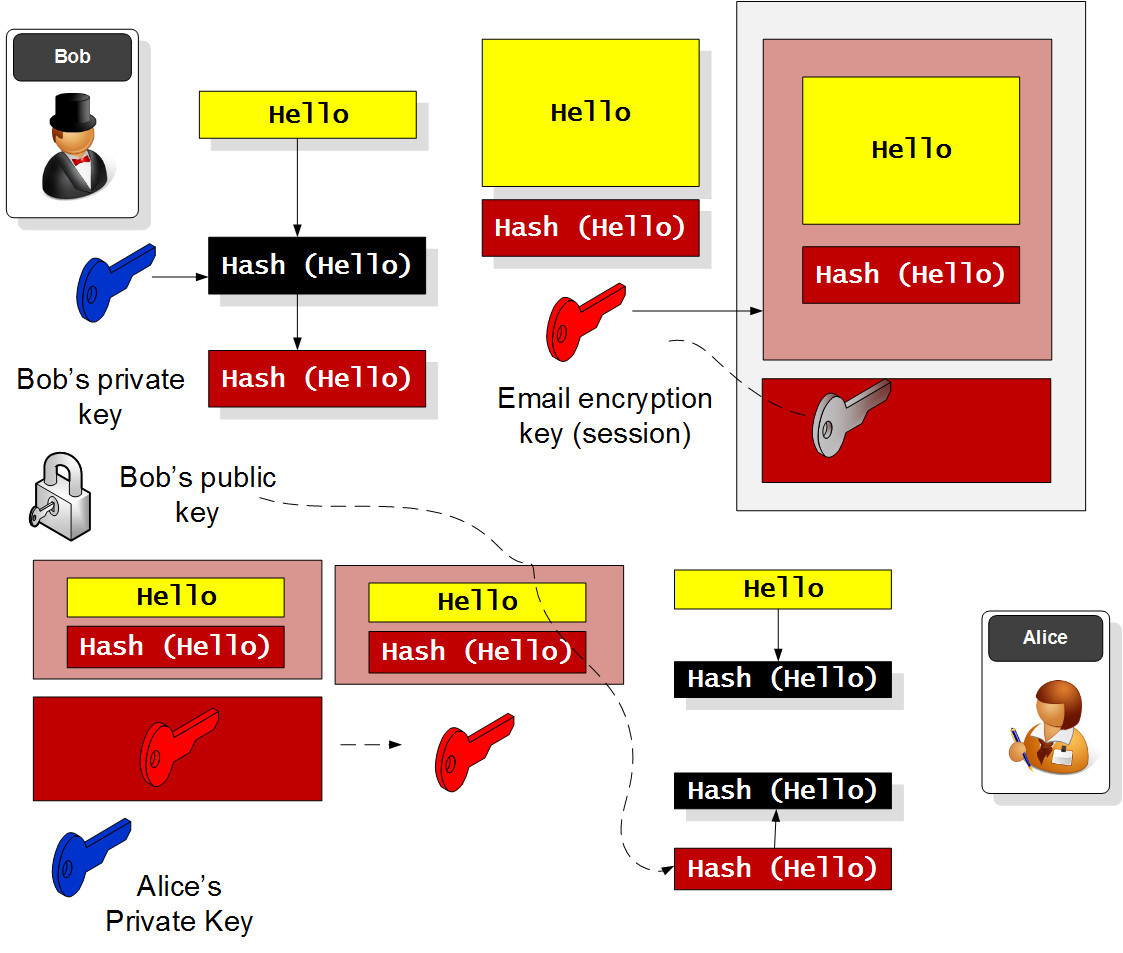 Bob
Hello
Hash (Hello)
Hash (Hello)
Bob's private
key
Hello
Hash (Hello)
Email encryption
key (session)
Hello
Hash (Hello)
Bob's public
key
Hello
Hash (Hello)
Hello
Hash (Hello)
Alice's
Private Key
Hello
Hash (Hello)
Hash (Hello)
Hash (Hello)
Alice